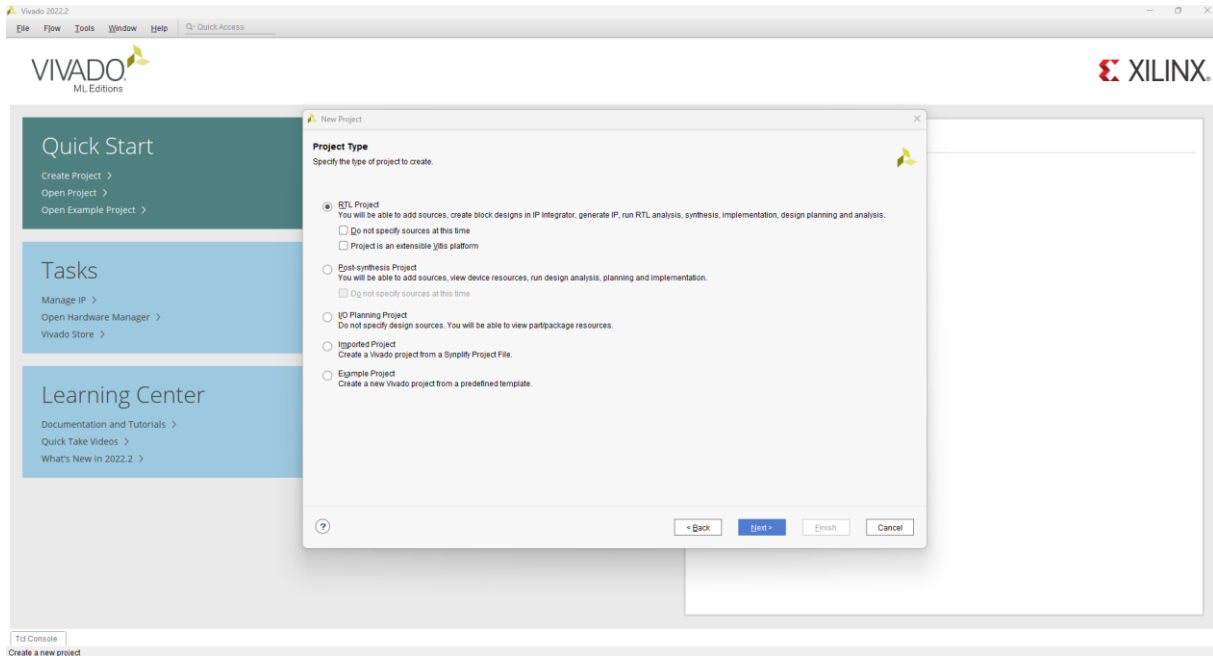 Vivado 2022.2
File Flow Tools Window Help Quick Access
VIVADO
ML Editions
XILINX
Quick Start
Create Project >
Open Project >
Open Example Project >
Tasks
Manage IP >
Open Hardware Manager >
Vivado Store >
Learning Center
Documentation and Tutorials >
Quick Take Videos >
What's New in 2022.2 >
New Project
Project Type
Specify the type of project to create.
RTL Project
You will be able to add sources, create block designs in IP Integrator, generate IP, run RTL analysis, synthesis, implementation, design planning and analysis.
Do not specify sources at this time
Project is an extensible Vitis platform
Post-synthesis Project
You will be able to add sources, view device resources, run design analysis, planning and implementation.
Do not specify sources at this time
I/O Planning Project
Do not specify design sources. You will be able to view part/package resources.
Imported Project
Create a Vivado project from a Synplify Project File.
Example Project
Create a new Vivado project from a predefined template.
?
< Back Next > Finish Cancel
Tcl Console
Create a new project